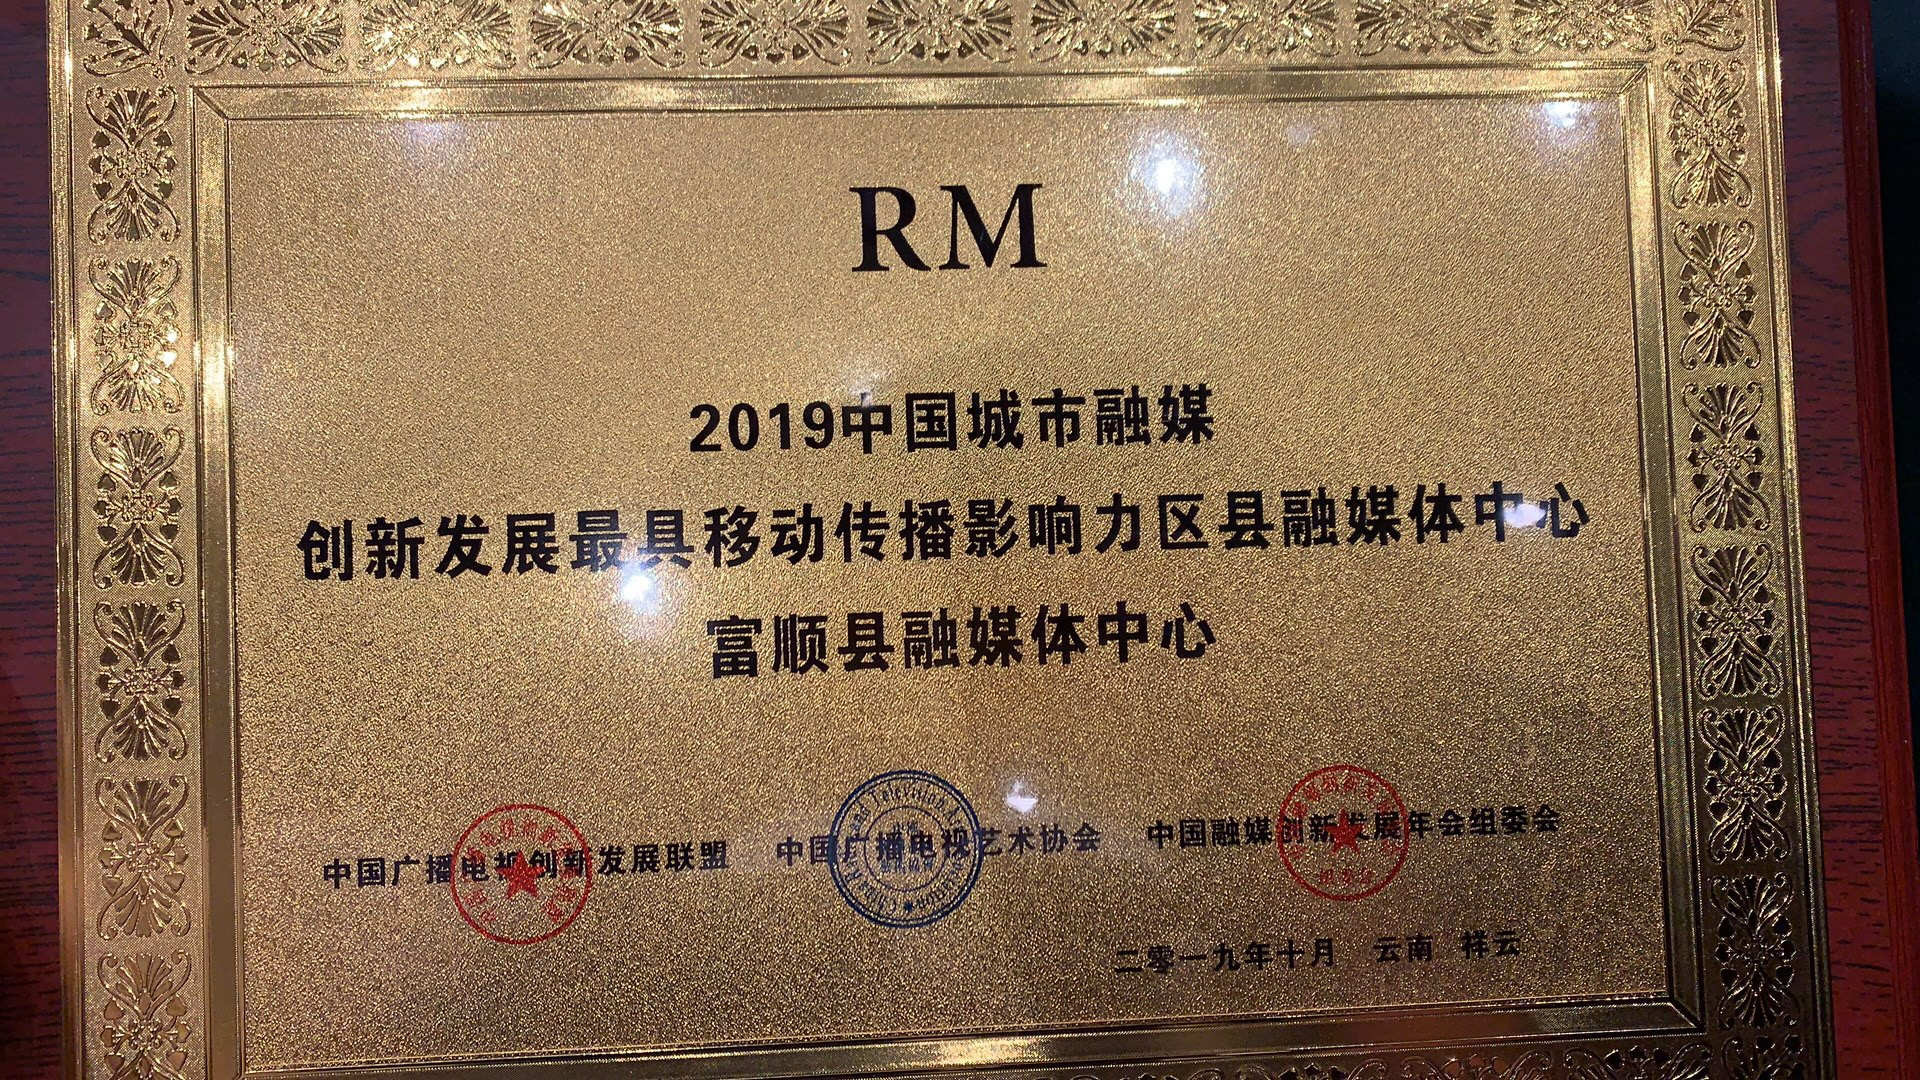 RM
2019中国城市融媒
创新发展最具移动传播影响力区县融媒体中心
富顺县融媒体中心
中国广播电视创新发展联盟 中国广播电视艺术协会 中国融媒创新发展年会组委会
二零一九年十月 云南 祥云